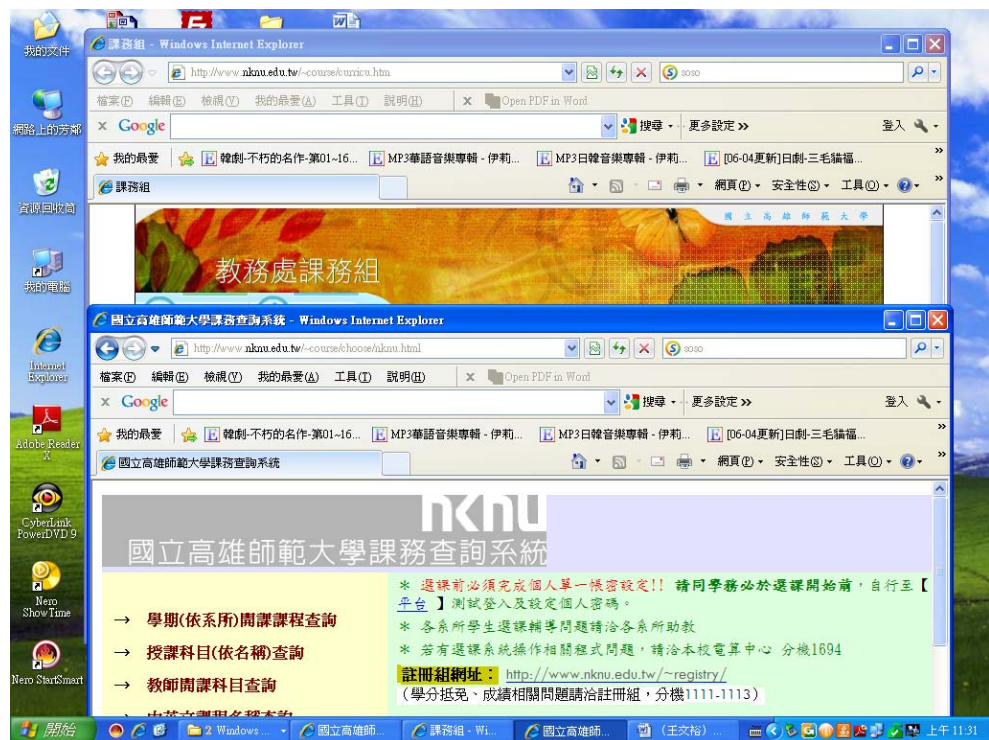 我的文件
網路上的芳鄰
資源回收筒
我的電腦
Internet
Explorer
Adobe Reader
X
CyberLink
PowerDVD 9
Nero
ShowTime
Nero StartSmart
課務組 - Windows Internet Explorer
http://www.nknu.edu.tw/~course/curricu.htm
soso
檔案(F) 編輯(E) 檢視(V) 我的最愛(A) 工具(T) 說明(H) x Open PDF in Word
x Google 搜尋 更多設定 » 登入
我的最愛 韓劇-不朽的名作-第01~16... MP3華語音樂專輯 - 伊莉... MP3日韓音樂專輯 - 伊莉... [06-04更新]日劇-三毛貓福... »
課務組 網頁(P) 安全性(S) 工具(O) »
國立高雄師範大學
教務處課務組
國立高雄師範大學課務查詢系統 - Windows Internet Explorer
http://www.nknu.edu.tw/~course/choose/nknu.html
soso
檔案(F) 編輯(E) 檢視(V) 我的最愛(A) 工具(T) 說明(H) x Open PDF in Word
x Google 搜尋 更多設定 » 登入
我的最愛 韓劇-不朽的名作-第01~16... MP3華語音樂專輯 - 伊莉... MP3日韓音樂專輯 - 伊莉... [06-04更新]日劇-三毛貓福... »
國立高雄師範大學課務查詢系統 網頁(P) 安全性(S) 工具(O) »
nknu
國立高雄師範大學課務查詢系統
→ 學期(依系所)開課課程查詢
→ 授課科目(依名稱)查詢
→ 教師開課科目查詢
* 選課前必須完成個人單一帳密設定!! 請同學務必於選課開始前，自行至【
平台 】測試登入及設定個人密碼。
* 各系所學生選課輔導問題請洽各系所助教
* 若有選課系統操作相關程式問題，請洽本校電算中心 分機1694
註冊組網址： http://www.nknu.edu.tw/~registry/
(學分抵免、成績相關問題請洽註冊組，分機1111-1113)
開始 2 Windows ... 國立高雄師... 課務組 - Wi... 國立高雄師... (王文裕) ... 上午 11:31